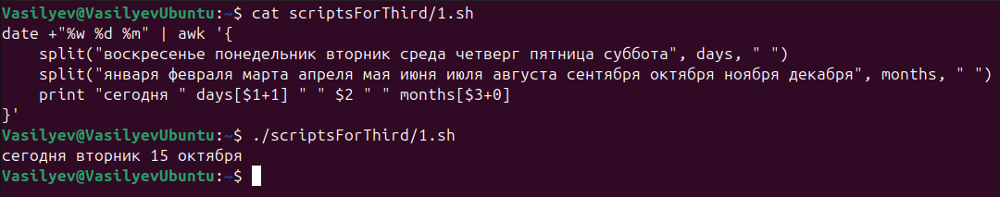 Vasilyev@VasilyevUbuntu:~$ cat scriptsForThird/1.sh
date +"%w %d %m" | awk '{
    split("воскресенье понедельник вторник среда четверг пятница суббота", days, " ")
    split("января февраля марта апреля мая июня июля августа сентября октября ноября декабря", months, " ")
    print "сегодня " days[$1+1] " " $2 " " months[$3+0]
}'
Vasilyev@VasilyevUbuntu:~$ ./scriptsForThird/1.sh
сегодня вторник 15 октября
Vasilyev@VasilyevUbuntu:~$